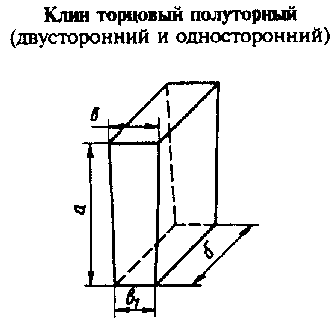 Клин торцовый полуторный
(двусторонний и односторонний)
в
а
б
в₁